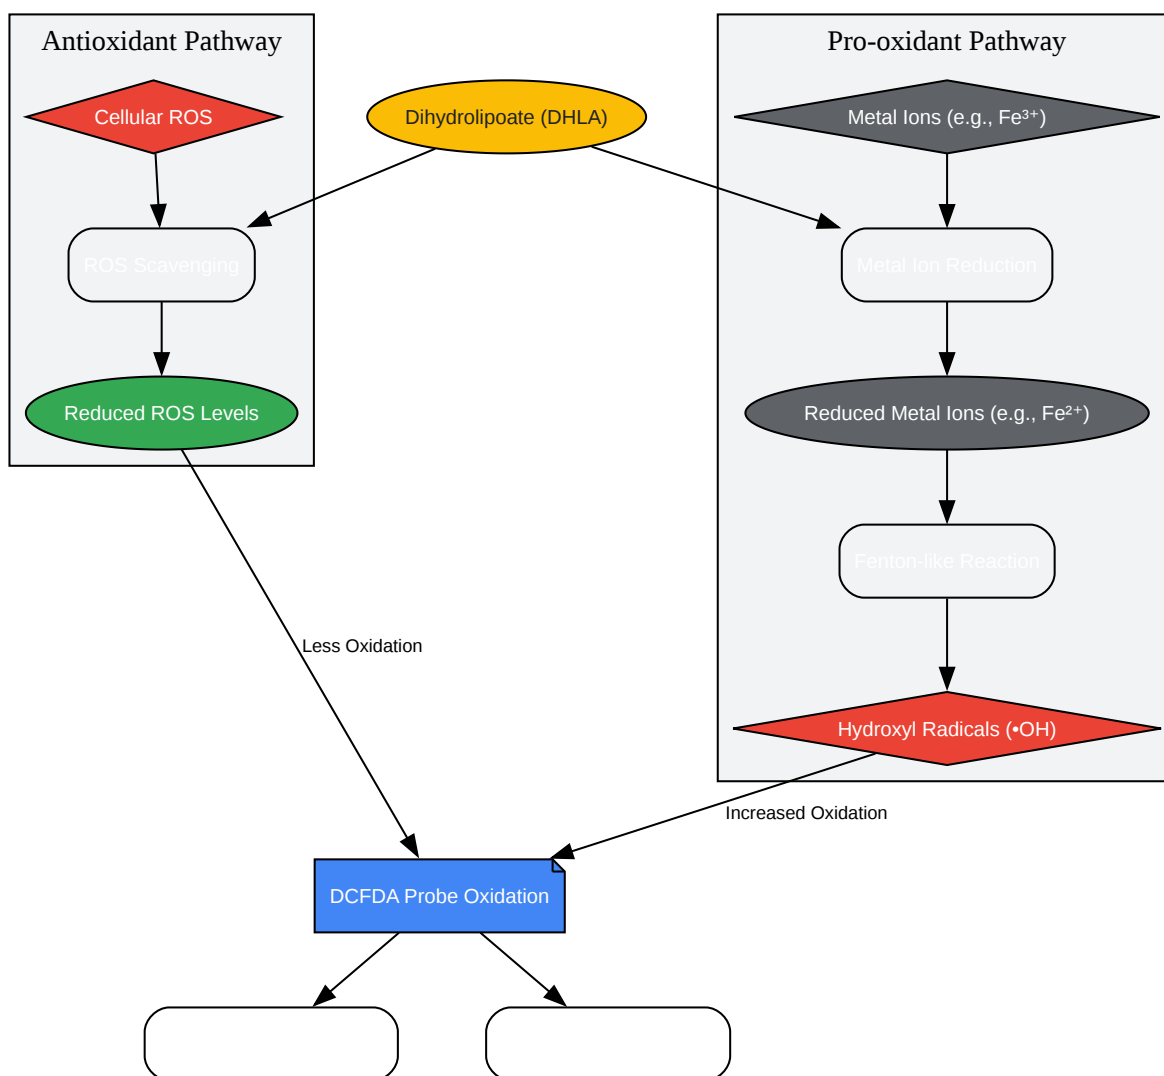 Antioxidant Pathway
Pro-oxidant Pathway
Cellular ROS
Dihydrolipoate (DHLA)
Metal Ions (e.g., Fe³⁺)
ROS Scavenging
Metal Ion Reduction
Reduced ROS Levels
Reduced Metal Ions (e.g., Fe²⁺)
Fenton-like Reaction
Less Oxidation
Hydroxyl Radicals (•OH)
Increased Oxidation
DCFDA Probe Oxidation